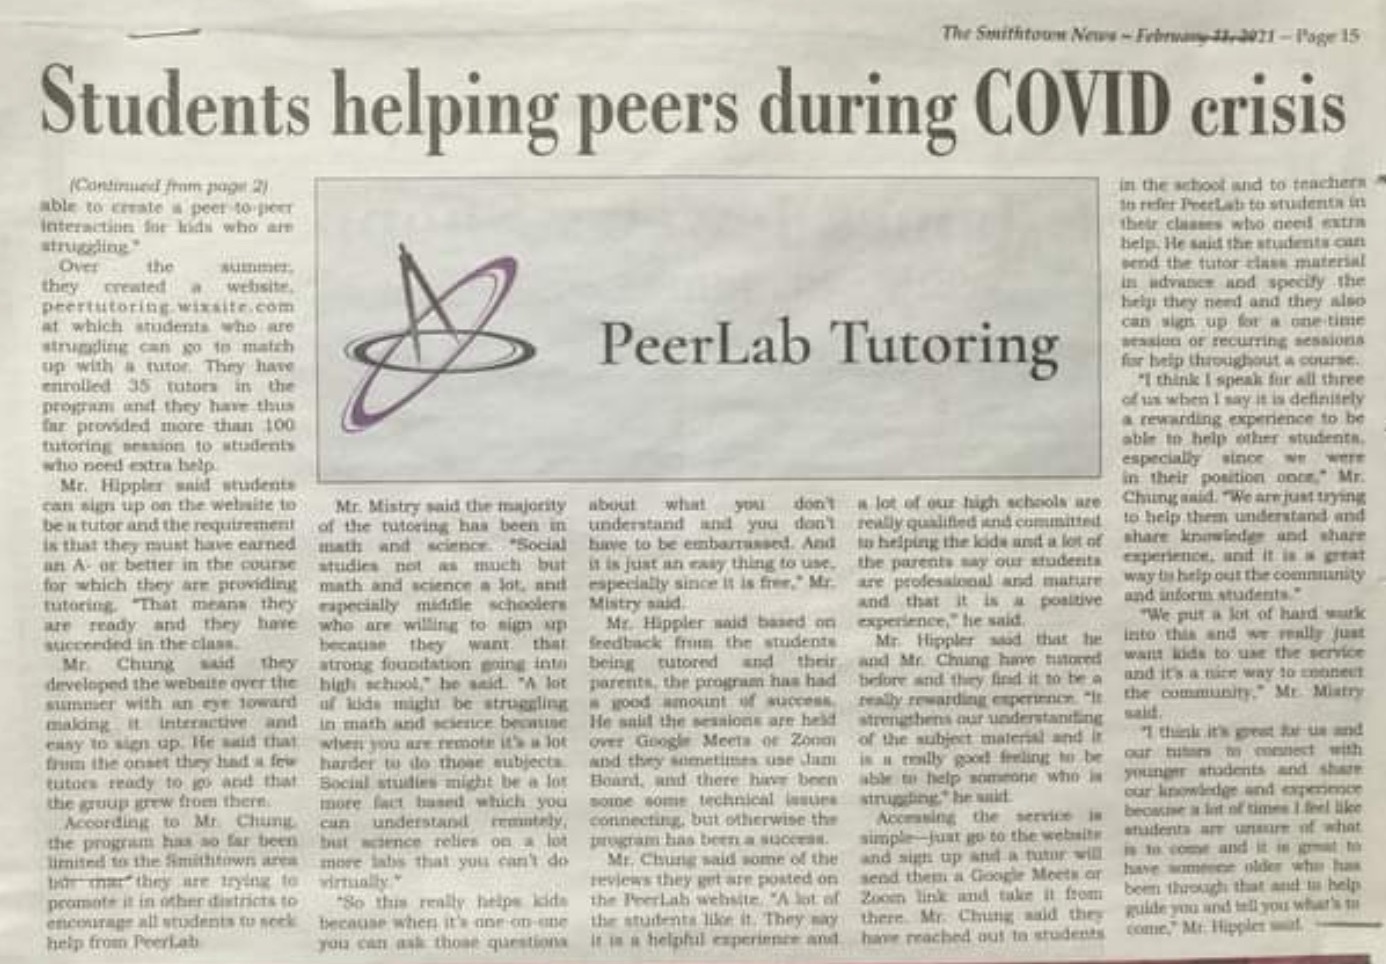 The Smithtown News ~ February 11, 2021 — Page 15
Students helping peers during COVID crisis
(Continued from page 2)
able to create a peer-to-peer
interaction for kids who are
struggling."
Over the summer,
they created a website,
peertutoring.wixsite.com
at which students who are
struggling can go to match
up with a tutor. They have
enrolled 35 tutors in the
program and they have thus
far provided more than 100
tutoring session to students
who need extra help.
Mr. Hippler said students
can sign up on the website to
be a tutor and the requirement
is that they must have earned
an A- or better in the course
for which they are providing
tutoring. "That means they
are ready and they have
succeeded in the class.
Mr. Chung said they
developed the website over the
summer with an eye toward
making it interactive and
easy to sign up. He said that
from the onset they had a few
tutors ready to go and that
the group grew from there.
According to Mr. Chung,
the program has so far been
limited to the Smithtown area
but that they are trying to
promote it in other districts to
encourage all students to seek
help from PeerLab.
PeerLab Tutoring
Mr. Mistry said the majority
of the tutoring has been in
math and science. "Social
studies not as much but
math and science a lot, and
especially middle schoolers
who are willing to sign up
because they want that
strong foundation going into
high school," he said. "A lot
of kids might be struggling
in math and science because
when you are remote it's a lot
harder to do those subjects.
Social studies might be a lot
more fact based which you
can understand remotely,
but science relies on a lot
more labs that you can't do
virtually."
"So this really helps kids
because when it's one-on-one
you can ask those questions
about what you don't
understand and you don't
have to be embarrassed. And
it is just an easy thing to use,
especially since it is free," Mr.
Mistry said.
Mr. Hippler said based on
feedback from the students
being tutored and their
parents, the program has had
a good amount of success.
He said the sessions are held
over Google Meets or Zoom
and they sometimes use Jam
Board, and there have been
some some technical issues
connecting, but otherwise the
program has been a success.
Mr. Chung said some of the
reviews they get are posted on
the PeerLab website. "A lot of
the students like it. They say
it is a helpful experience and
a lot of our high schools are
really qualified and committed
to helping the kids and a lot of
the parents say our students
are professional and mature
and that it is a positive
experience," he said.
Mr. Hippler said that he
and Mr. Chung have tutored
before and they find it to be a
really rewarding experience. "It
strengthens our understanding
of the subject material and it
is a really good feeling to be
able to help someone who is
struggling," he said.
Accessing the service is
simple—just go to the website
and sign up and a tutor will
send them a Google Meets or
Zoom link and take it from
there. Mr. Chung said they
have reached out to students
in the school and to teachers
to refer PeerLab to students in
their classes who need extra
help. He said the students can
send the tutor class material
in advance and specify the
help they need and they also
can sign up for a one-time
session or recurring sessions
for help throughout a course.
"I think I speak for all three
of us when I say it is definitely
a rewarding experience to be
able to help other students,
especially since we were
in their position once," Mr.
Chung said. "We are just trying
to help them understand and
share knowledge and share
experience, and it is a great
way to help out the community
and inform students."
"We put a lot of hard work
into this and we really just
want kids to use the service
and it's a nice way to connect
the community," Mr. Mistry
said.
"I think it's great for us and
our tutors to connect with
younger students and share
our knowledge and experience
because a lot of times I feel like
students are unsure of what
is to come and it is great to
have someone older who has
been through that and to help
guide you and tell you what's to
come," Mr. Hippler said.